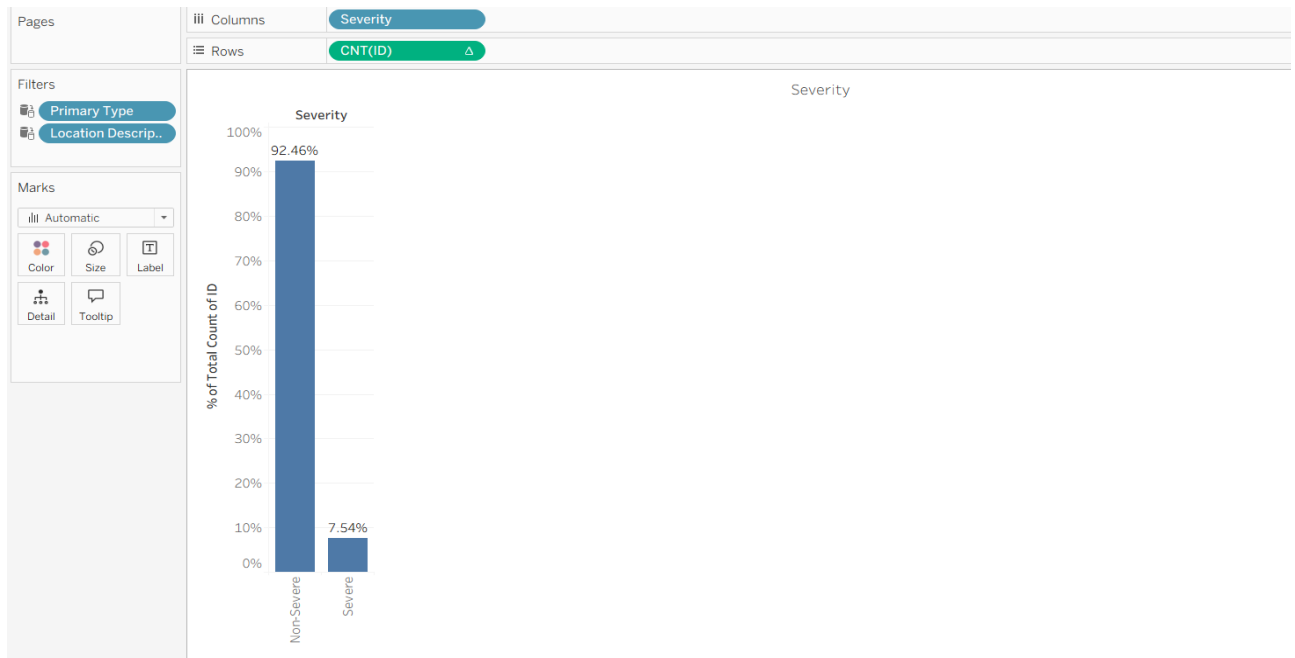 Pages
Columns
Severity
Rows
CNT(ID)
Filters
Primary Type
Location Descrip..
Marks
Automatic
Color
Size
Label
Detail
Tooltip
Severity
Severity
% of Total Count of ID
100%
90%
80%
70%
60%
50%
40%
30%
20%
10%
0%
92.46%
7.54%
Non-Severe
Severe